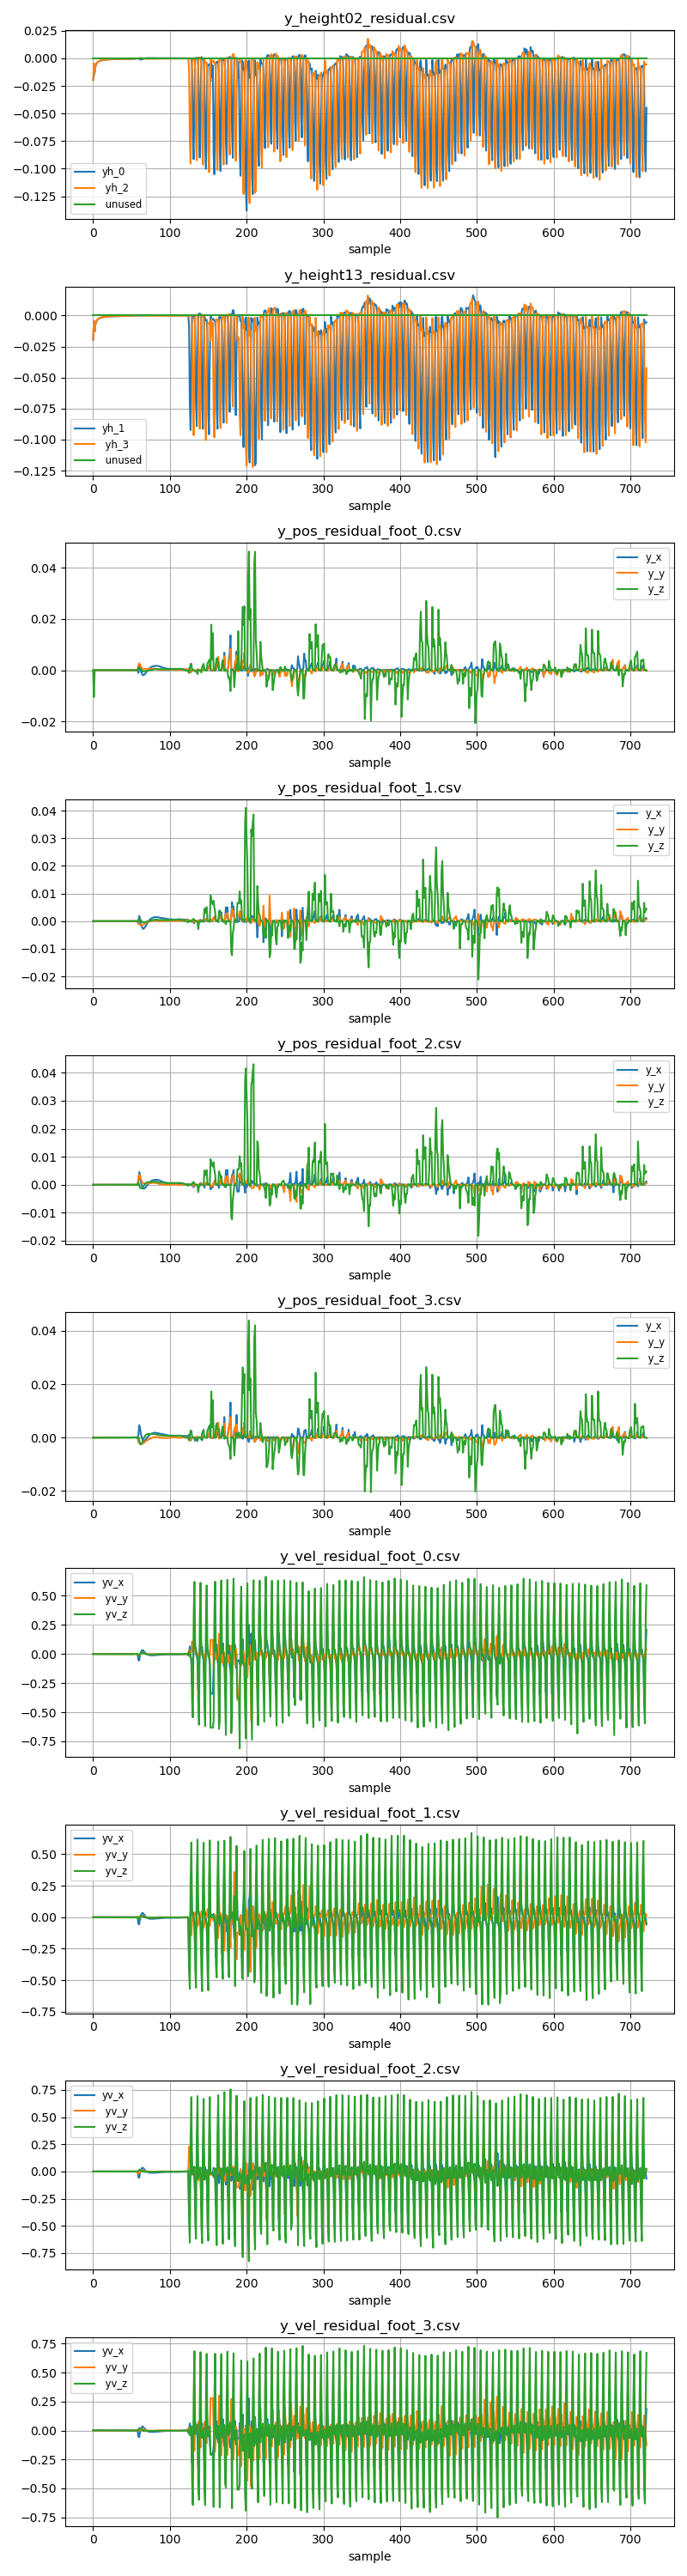 y_height02_residual.csv
0.025
0.000
−0.025
−0.050
−0.075
−0.100
−0.125
yh_0
yh_2
unused
0 100 200 300 400 500 600 700
sample
y_height13_residual.csv
0.000
−0.025
−0.050
−0.075
−0.100
−0.125
yh_1
yh_3
unused
0 100 200 300 400 500 600 700
sample
y_pos_residual_foot_0.csv
0.04
0.02
0.00
−0.02
y_x
y_y
y_z
0 100 200 300 400 500 600 700
sample
y_pos_residual_foot_1.csv
0.04
0.03
0.02
0.01
0.00
−0.01
−0.02
y_x
y_y
y_z
0 100 200 300 400 500 600 700
sample
y_pos_residual_foot_2.csv
0.04
0.03
0.02
0.01
0.00
−0.01
−0.02
y_x
y_y
y_z
0 100 200 300 400 500 600 700
sample
y_pos_residual_foot_3.csv
0.04
0.02
0.00
−0.02
y_x
y_y
y_z
0 100 200 300 400 500 600 700
sample
y_vel_residual_foot_0.csv
0.50
0.25
0.00
−0.25
−0.50
−0.75
yv_x
yv_y
yv_z
0 100 200 300 400 500 600 700
sample
y_vel_residual_foot_1.csv
0.50
0.25
0.00
−0.25
−0.50
−0.75
yv_x
yv_y
yv_z
0 100 200 300 400 500 600 700
sample
y_vel_residual_foot_2.csv
0.75
0.50
0.25
0.00
−0.25
−0.50
−0.75
yv_x
yv_y
yv_z
0 100 200 300 400 500 600 700
sample
y_vel_residual_foot_3.csv
0.75
0.50
0.25
0.00
−0.25
−0.50
−0.75
yv_x
yv_y
yv_z
0 100 200 300 400 500 600 700
sample